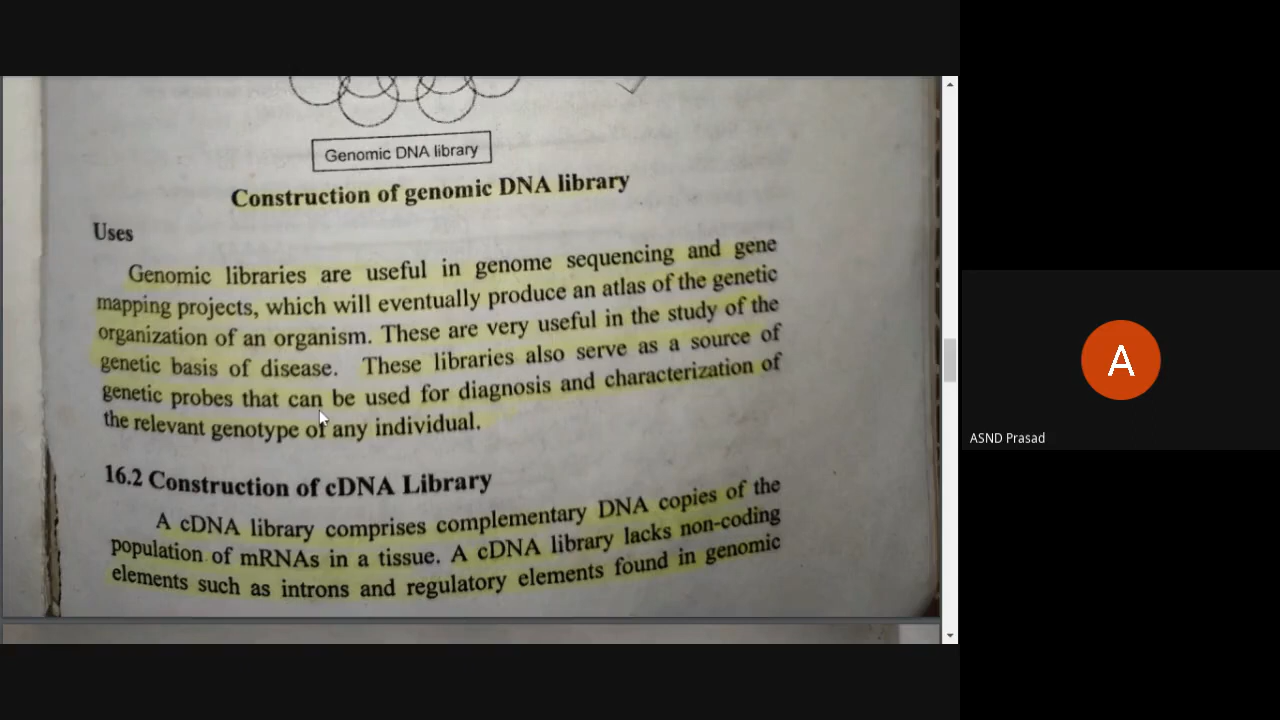 Genomic DNA library
Construction of genomic DNA library
Uses
Genomic libraries are useful in genome sequencing and gene
mapping projects, which will eventually produce an atlas of the genetic
organization of an organism. These are very useful in the study of the
genetic basis of disease. These libraries also serve as a source of
genetic probes that can be used for diagnosis and characterization of
the relevant genotype of any individual.
16.2 Construction of cDNA Library
A cDNA library comprises complementary DNA copies of the
population of mRNAs in a tissue. A cDNA library lacks non-coding
elements such as introns and regulatory elements found in genomic
A
ASND Prasad